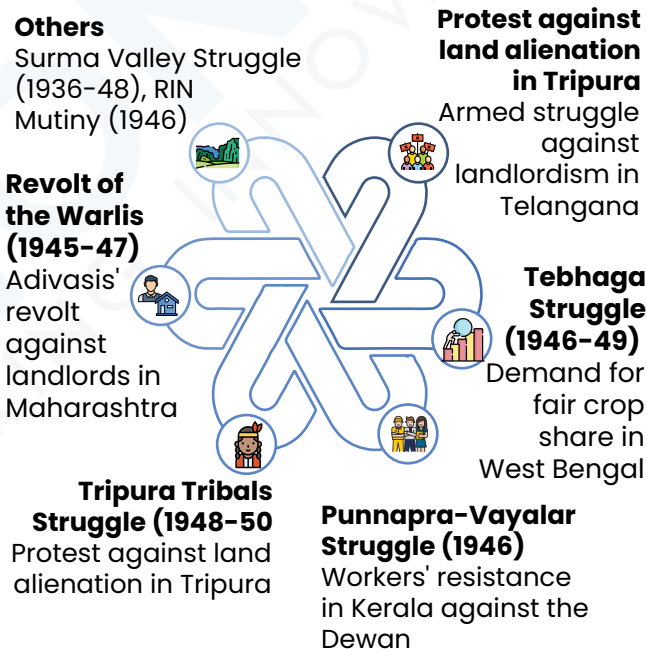 Others
Surma Valley Struggle
(1936-48), RIN
Mutiny (1946)
Protest against
land alienation
in Tripura
Armed struggle
against
landlordism in
Telangana
Revolt of
the Warlis
(1945-47)
Adivasis'
revolt
against
landlords in
Maharashtra
Tebhaga
Struggle
(1946-49)
Demand for
fair crop
share in
West Bengal
Tripura Tribals
Struggle (1948-50
Protest against land
alienation in Tripura
Punnapra-Vayalar
Struggle (1946)
Workers' resistance
in Kerala against the
Dewan